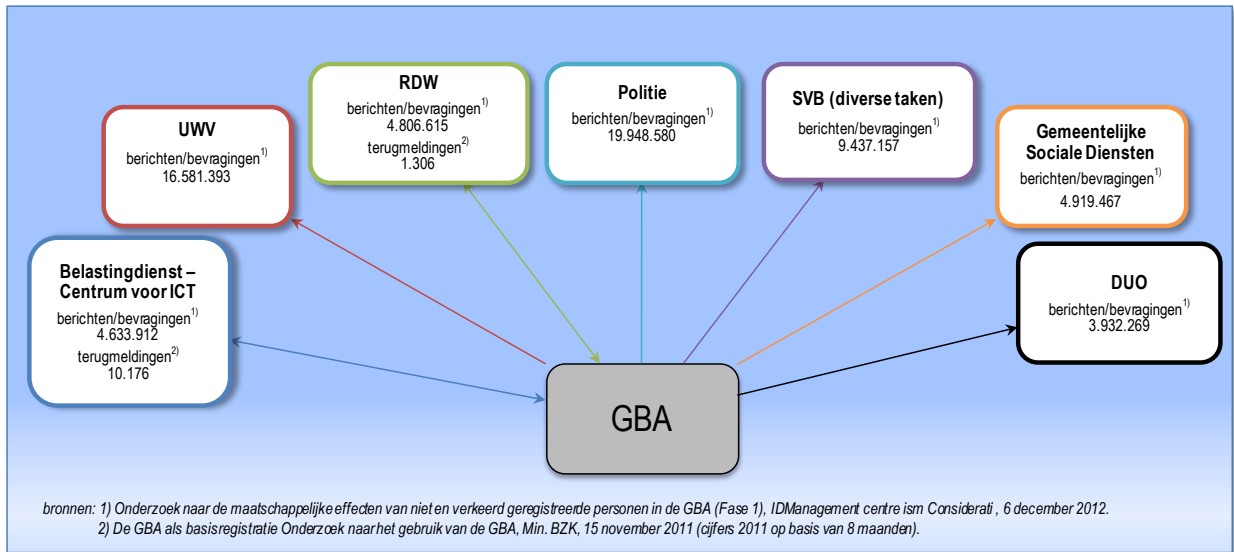 Belastingdienst –
Centrum voor ICT
berichten/bevragingen1)
4.633.912
terugmeldingen2)
10.176
UWV
berichten/bevragingen1)
16.581.393
RDW
berichten/bevragingen1)
4.806.615
terugmeldingen2)
1.306
Politie
berichten/bevragingen1)
19.948.580
SVB (diverse taken)
berichten/bevragingen1)
9.437.157
Gemeentelijke
Sociale Diensten
berichten/bevragingen1)
4.919.467
DUO
berichten/bevragingen1)
3.932.269
GBA
bronnen: 1) Onderzoek naar de maatschappelijke effecten van niet en verkeerd geregistreerde personen in de GBA (Fase 1), IDManagement centre ism Considerati , 6 december 2012.
2) De GBA als basisregistratie Onderzoek naar het gebruik van de GBA, Min. BZK, 15 november 2011 (cijfers 2011 op basis van 8 maanden).